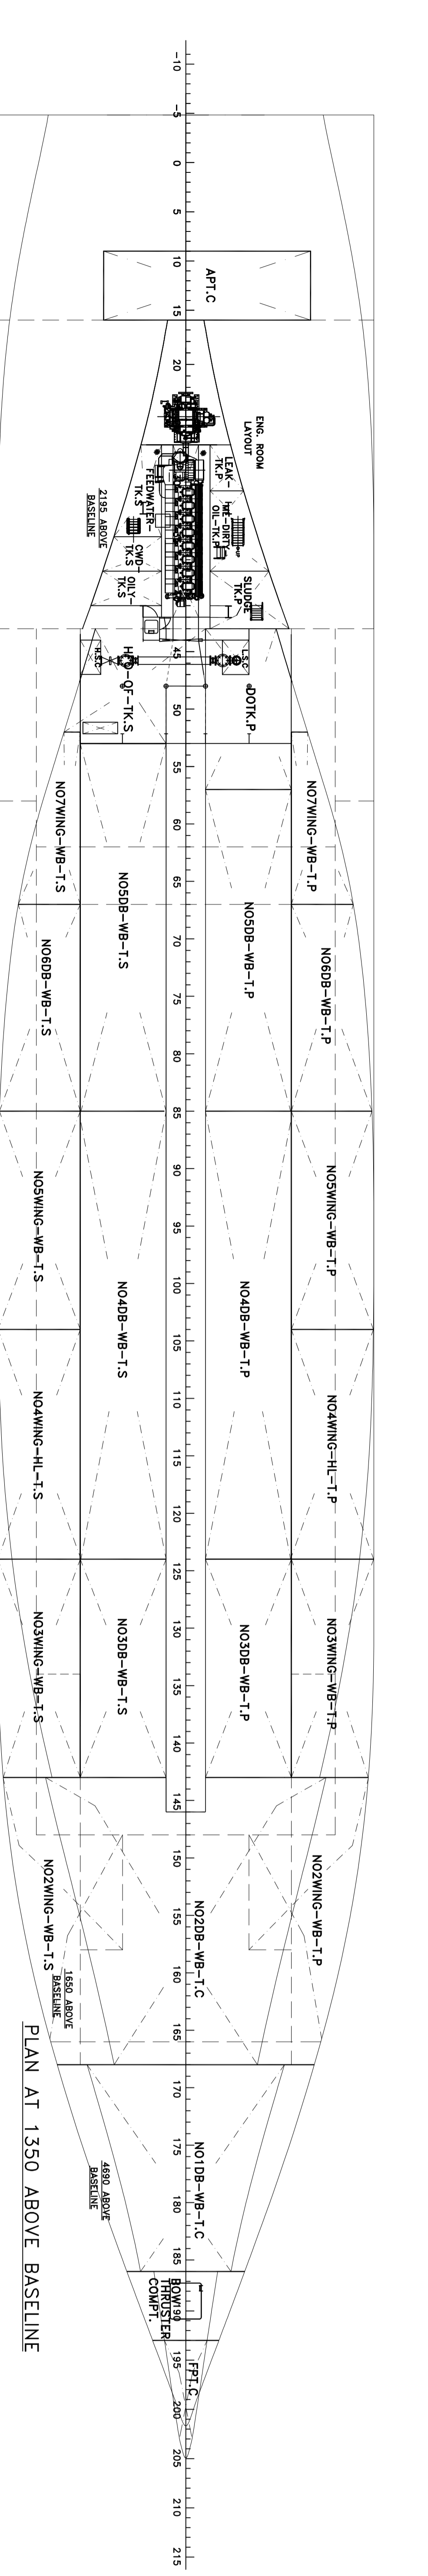 -10
-5
0
5
10
15
20
45
50
55
60
65
70
75
80
85
90
95
100
105
110
115
120
125
130
135
140
145
150
155
160
165
170
175
180
185
190
195
200
205
210
215
APT.C
ENG. ROOM
LAYOUT
LEAK-
TK.P
ME-DIRTY
OIL-TK.P
SLUDGE
TK.P
FEEDWATER-
TK.S
CWD-
TK.S
OILY-
TK.S
2195 ABOVE
BASELINE
L.S.C
H.S.C
DOTK.P
HFO-OF-TK.S
NO7WING-WB-T.P
NO7WING-WB-T.S
NO5DB-WB-T.P
NO5DB-WB-T.S
NO6DB-WB-T.P
NO6DB-WB-T.S
NO5WING-WB-T.P
NO5WING-WB-T.S
NO4DB-WB-T.P
NO4DB-WB-T.S
NO4WING-HL-T.P
NO4WING-HL-T.S
NO3WING-WB-T.P
NO3DB-WB-T.P
NO3DB-WB-T.S
NO3WING-WB-T.S
NO2WING-WB-T.P
NO2DB-WB-T.C
NO2WING-WB-T.S
1650 ABOVE
BASELINE
NO1DB-WB-T.C
4690 ABOVE
BASELINE
BOW
THRUSTER
COMPT.
FPT.C
PLAN AT 1350 ABOVE BASELINE